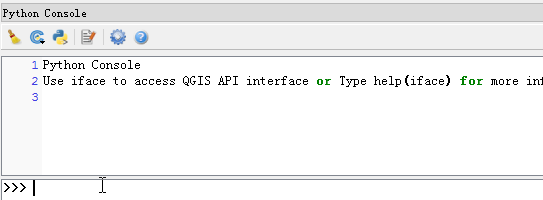 Python Console
1 Python Console
2 Use iface to access QGIS API interface or Type help(iface) for more
3
>>>